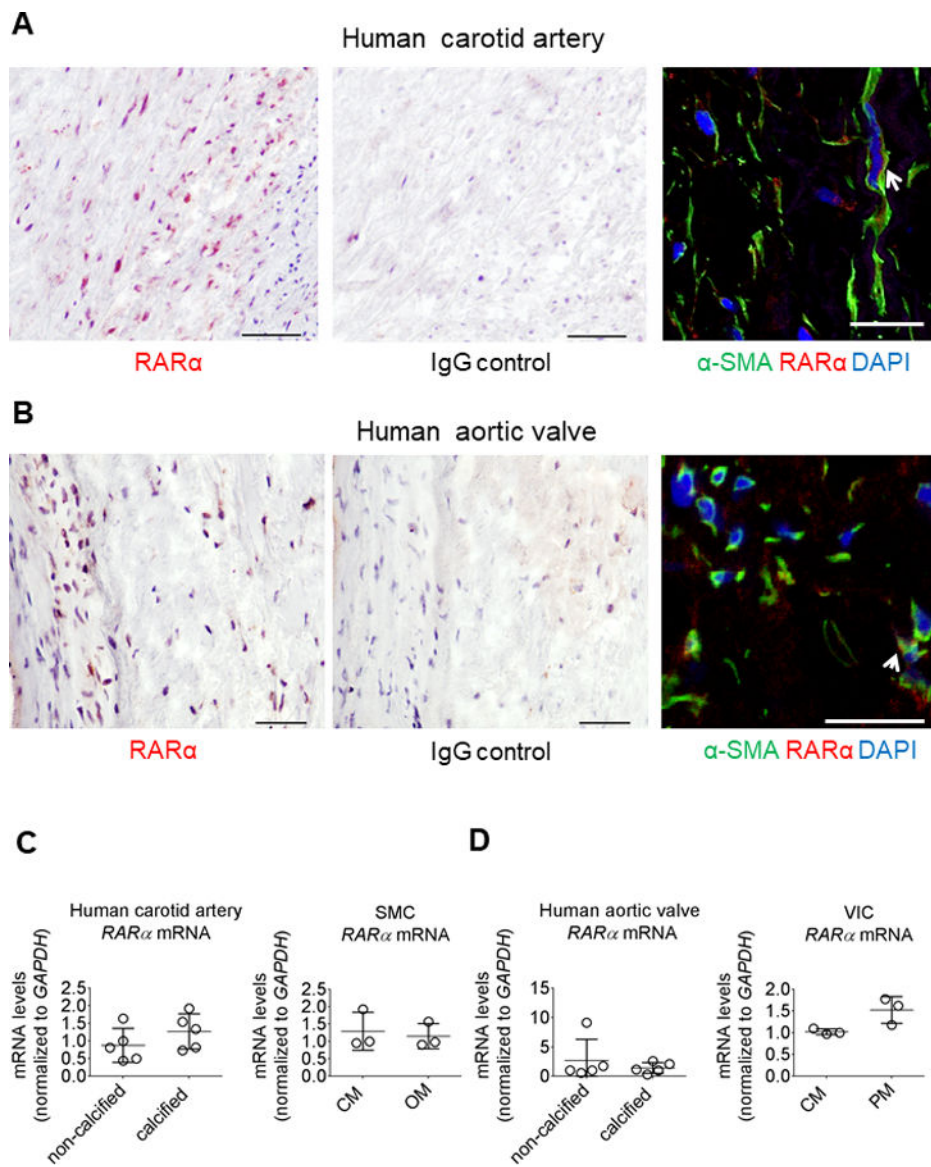 A
Human carotid artery
RARα
IgG control
α-SMA RARα DAPI
B
Human aortic valve
RARα
IgG control
α-SMA RARα DAPI
C
Human carotid artery
RARα mRNA
mRNA levels
(normalized to GAPDH)
2.5
2.0
1.5
1.0
0.5
0.0
non-calcified
calcified
SMC
RARα mRNA
mRNA levels
(normalized to GAPDH)
2.5
2.0
1.5
1.0
0.5
0.0
CM
OM
D
Human aortic valve
RARα mRNA
mRNA levels
(normalized to GAPDH)
15
10
5
0
non-calcified
calcified
VIC
RARα mRNA
mRNA levels
(normalized to GAPDH)
2.0
1.5
1.0
0.5
0.0
CM
PM